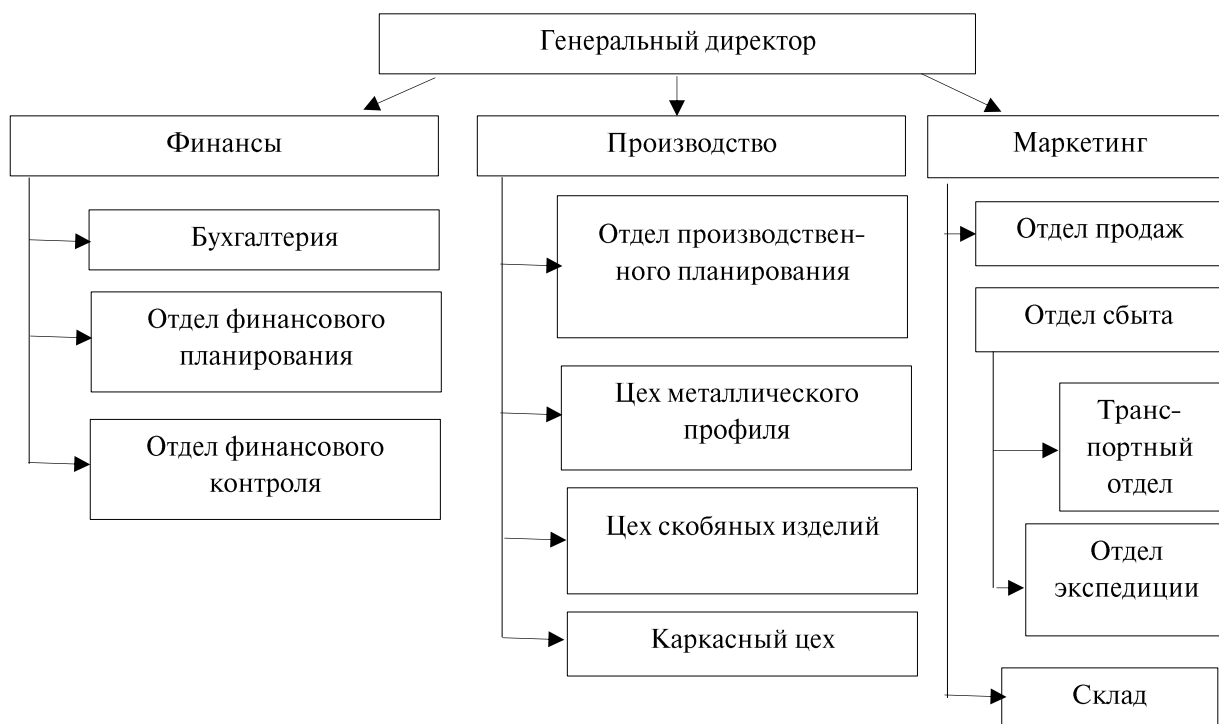 Генеральный директор
Финансы
Производство
Маркетинг
Бухгалтерия
Отдел финансового
планирования
Отдел финансового
контроля
Отдел производствен-
ного планирования
Цех металлического
профиля
Цех скобяных изделий
Каркасный цех
Отдел продаж
Отдел сбыта
Транс-
портный
отдел
Отдел
экспедиции
Склад